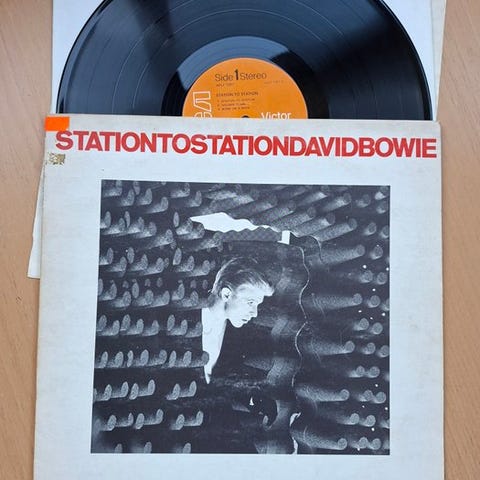 Side 1 Stereo
STATION TO STATION
Victor
STATIONTOSTATIONDAVIDBOWIE